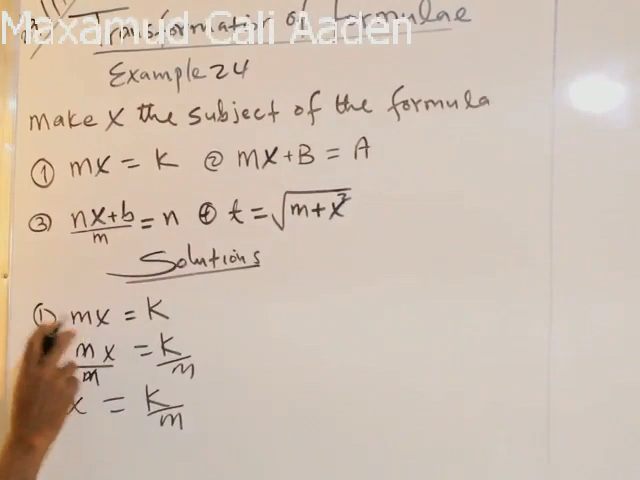 Maxamud Cali Aaden
Transformation of formulae
Example 24
make x the subject of the formula
① mx = K ② mx+B = A
③ nx+b/m = n ④ t = √m+x²
Solutions
① mx = K
mx/m = K/m
x = K/m